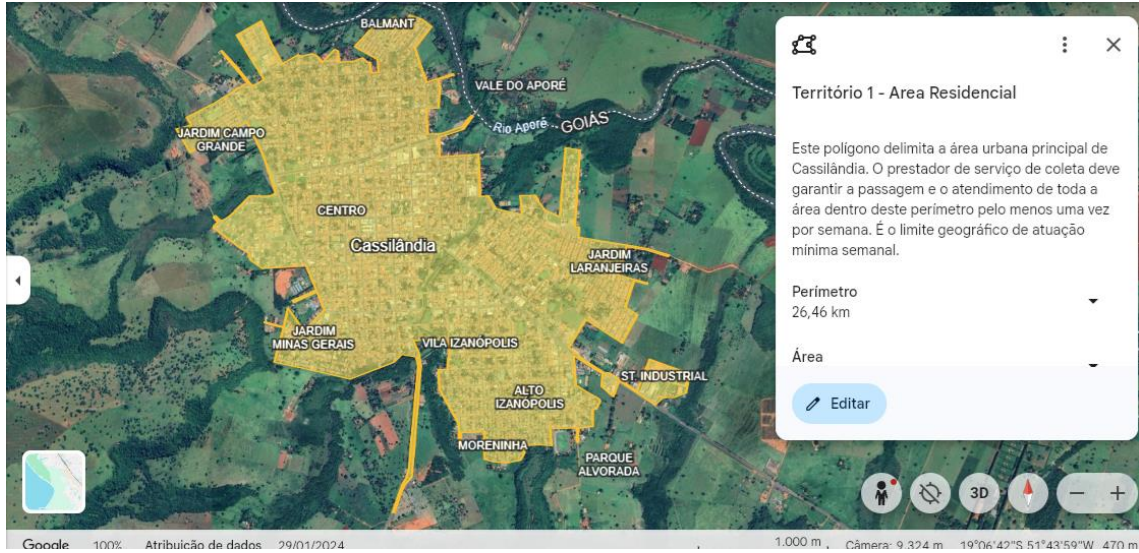 BALMANT
VALE DO APORÉ
Rio Aporé
GOIÁS
JARDIM CAMPO
GRANDE
CENTRO
Cassilândia
JARDIM
LARANJEIRAS
JARDIM
MINAS GERAIS
VILA IZANÓPOLIS
ST. INDUSTRIAL
ALTO
IZANÓPOLIS
MORENINHA
PARQUE
ALVORADA
Território 1 - Area Residencial
Este polígono delimita a área urbana principal de
Cassilândia. O prestador de serviço de coleta deve
garantir a passagem e o atendimento de toda a
área dentro deste perímetro pelo menos uma vez
por semana. É o limite geográfico de atuação
mínima semanal.
Perímetro
26,46 km
Área
Editar
3D
Google 100% Atribuição de dados 29/01/2024 1.000 m Câmera: 9.324 m 19°06'42"S 51°43'59"W 470 m